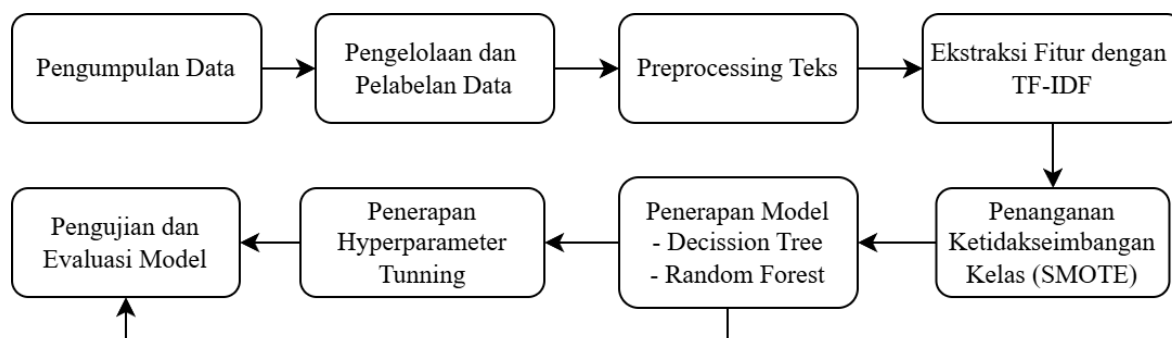 Pengumpulan Data
Pengelolaan dan
Pelabelan Data
Preprocessing Teks
Ekstraksi Fitur dengan
TF-IDF
Penanganan
Ketidakseimbangan
Kelas (SMOTE)
Penerapan Model
- Decission Tree
- Random Forest
Penerapan
Hyperparameter
Tunning
Pengujian dan
Evaluasi Model